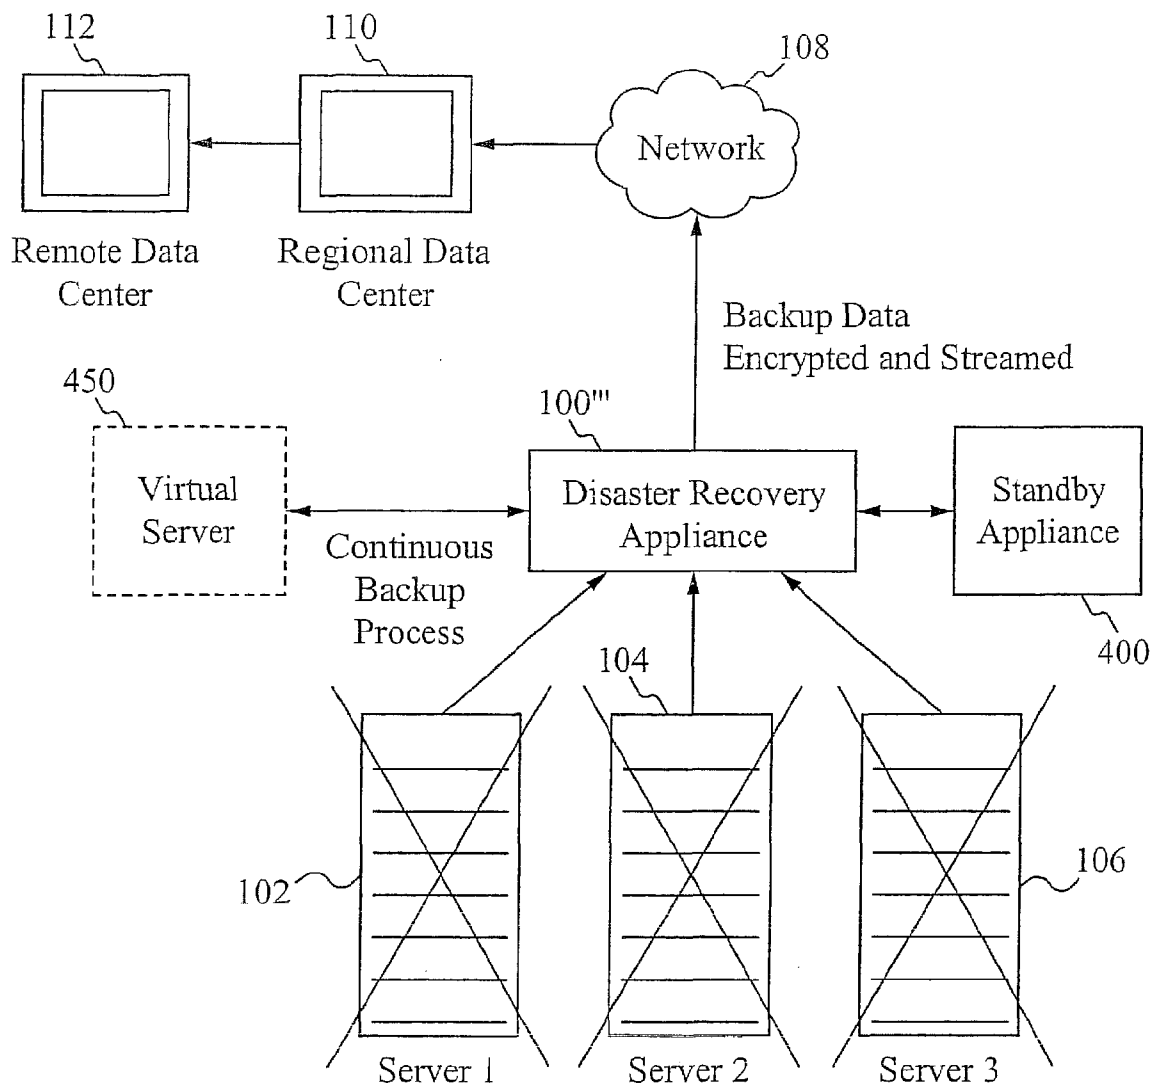 112
110
108
Network
Remote Data
Center
Regional Data
Center
Backup Data
Encrypted and Streamed
450
100'''
Virtual
Server
Disaster Recovery
Appliance
Standby
Appliance
Continuous
Backup
Process
400
104
102
106
Server 1
Server 2
Server 3